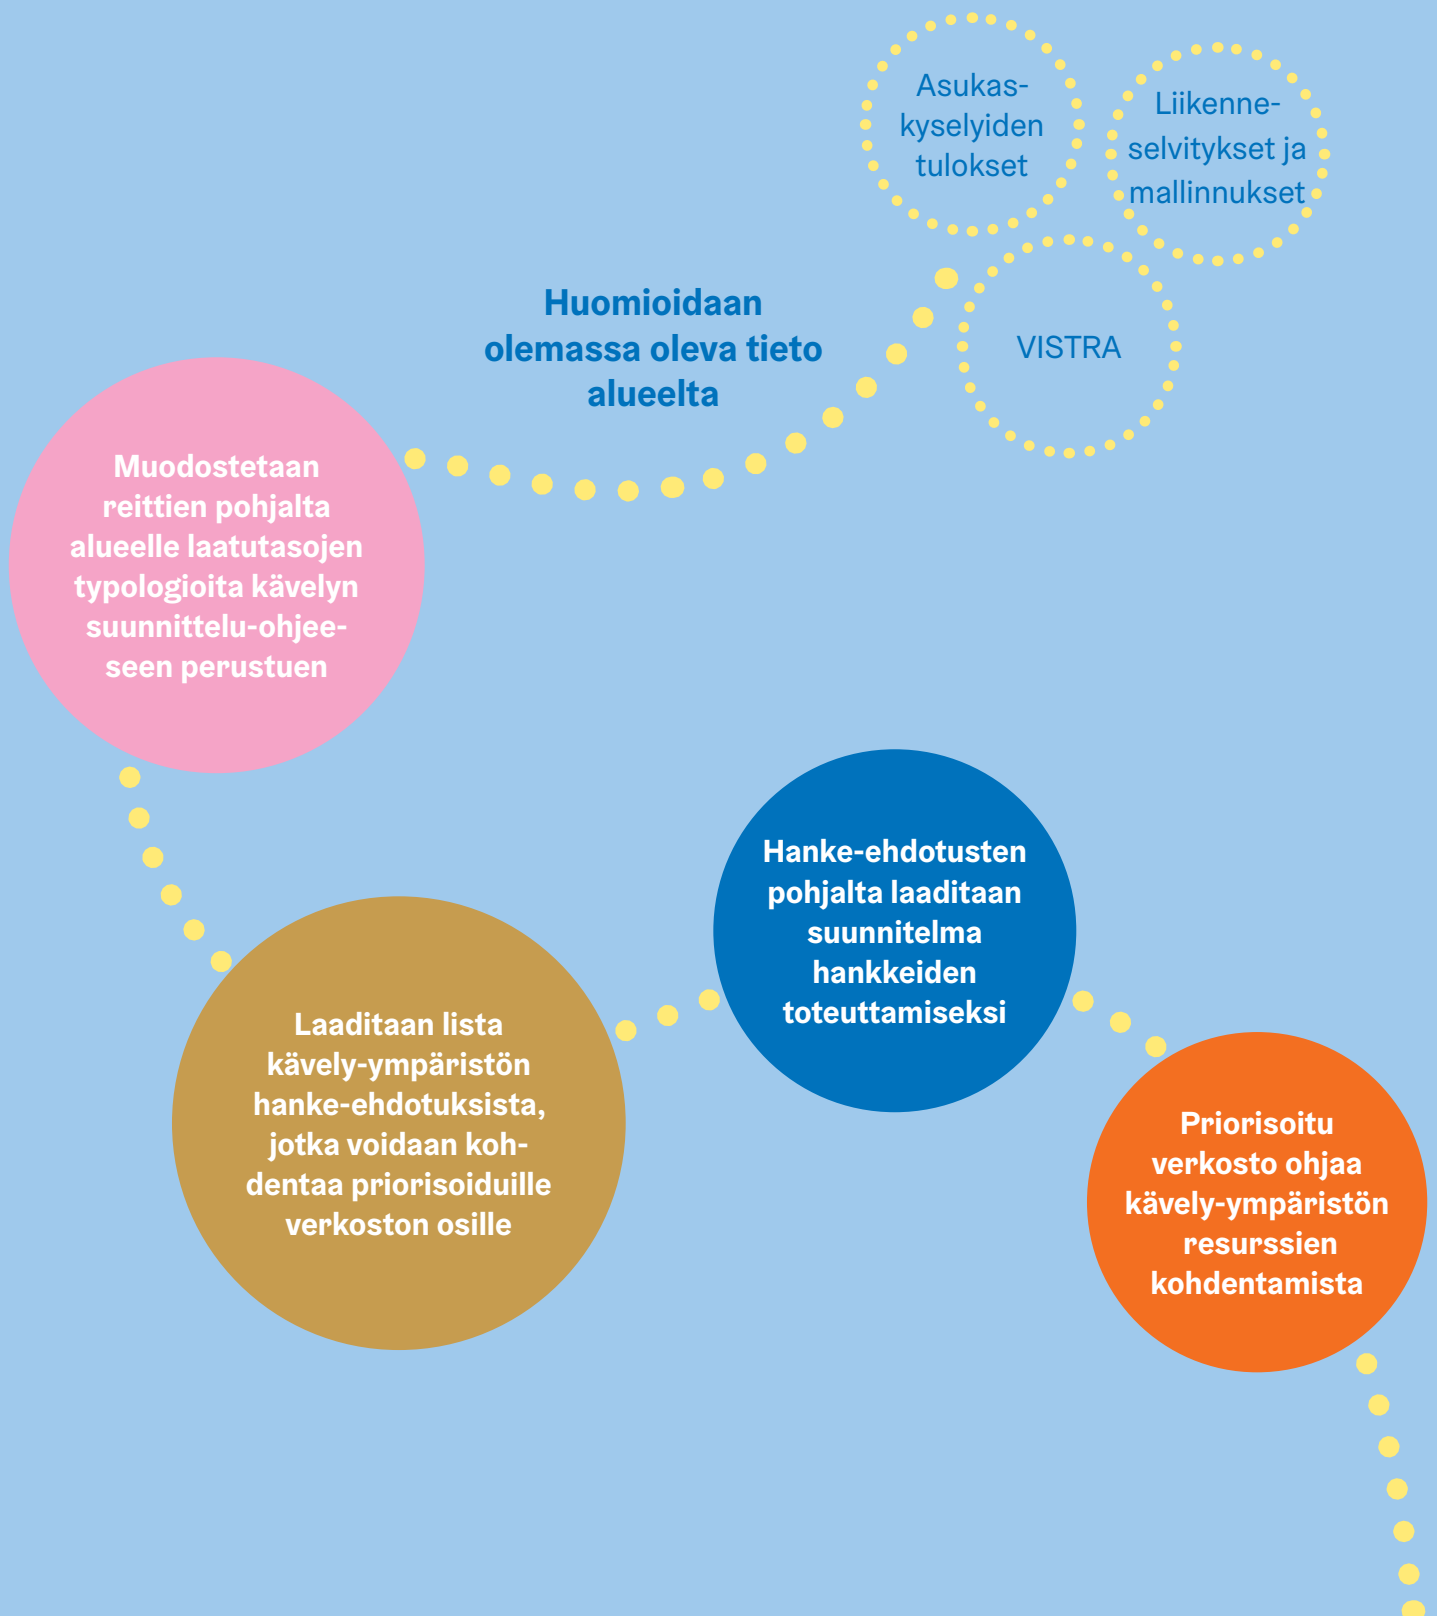 Asukas-
kyselyiden
tulokset
Liikenne-
selvitykset ja
mallinnukset
VISTRA
Huomioidaan
olemassa oleva tieto
alueelta
Muodostetaan
reittien pohjalta
alueelle laatutasojen
typologioita kävelyn
suunnittelu-ohjee-
seen perustuen
Laaditaan lista
kävely-ympäristön
hanke-ehdotuksista,
jotka voidaan koh-
dentaa priorisoiduille
verkoston osille
Hanke-ehdotusten
pohjalta laaditaan
suunnitelma
hankkeiden
toteuttamiseksi
Priorisoitu
verkosto ohjaa
kävely-ympäristön
resurssien
kohdentamista